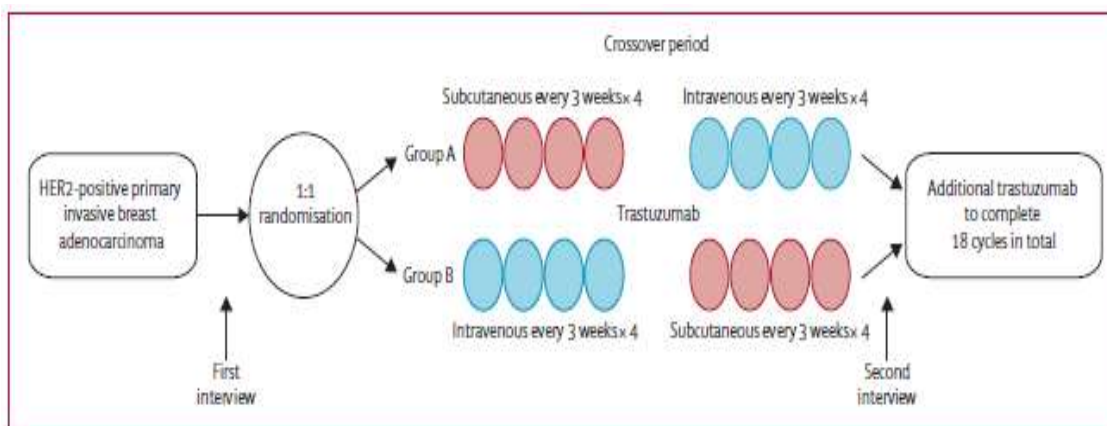 Crossover period
Subcutaneous every 3 weeks × 4
Intravenous every 3 weeks × 4
Group A
HER2-positive primary
invasive breast
adenocarcinoma
1:1
randomisation
Trastuzumab
Additional trastuzumab
to complete
18 cycles in total
Group B
Intravenous every 3 weeks × 4
Subcutaneous every 3 weeks × 4
First
interview
Second
interview